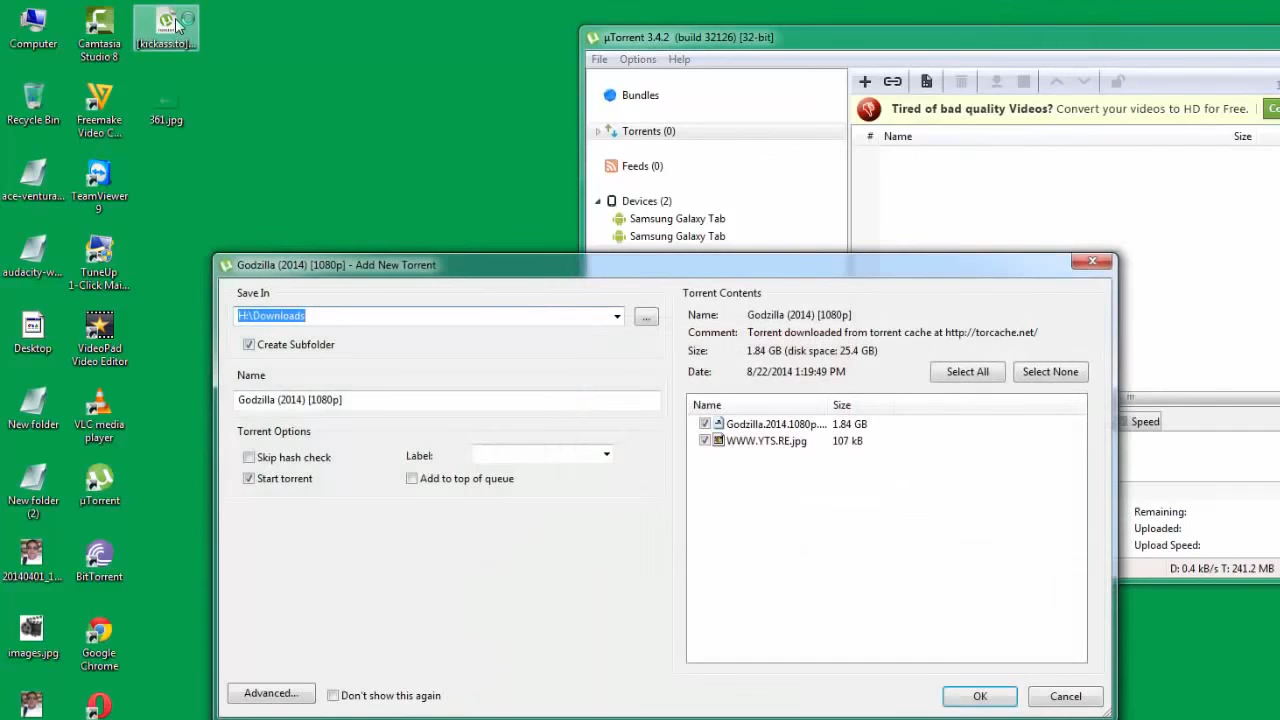 Computer
Camtasia
Studio 8
[kickass.to]...
Recycle Bin
Freemake
Video C...
361.jpg
ace-ventura...
TeamViewer
9
audacity-w...
TuneUp
1-Click Mai...
Desktop
VideoPad
Video Editor
New folder
VLC media
player
New folder
(2)
µTorrent
20140401_1...
BitTorrent
images.jpg
Google
Chrome
µTorrent 3.4.2 (build 32126) [32-bit]
File Options Help
Bundles
Torrents (0)
Feeds (0)
Devices (2)
Samsung Galaxy Tab
Samsung Galaxy Tab
Tired of bad quality Videos? Convert your videos to HD for Free.
Co
# Name Size
Speed
Remaining:
Uploaded:
Upload Speed:
D: 0.4 kB/s T: 241.2 MB
Godzilla (2014) [1080p] - Add New Torrent
Save In
H:\Downloads
...
Create Subfolder
Name
Godzilla (2014) [1080p]
Torrent Options
Skip hash check
Label:
Start torrent
Add to top of queue
Advanced...
Don't show this again
Torrent Contents
Name: Godzilla (2014) [1080p]
Comment: Torrent downloaded from torrent cache at http://torcache.net/
Size: 1.84 GB (disk space: 25.4 GB)
Date: 8/22/2014 1:19:49 PM
Select All
Select None
Name Size
Godzilla.2014.1080p.... 1.84 GB
WWW.YTS.RE.jpg 107 kB
OK
Cancel